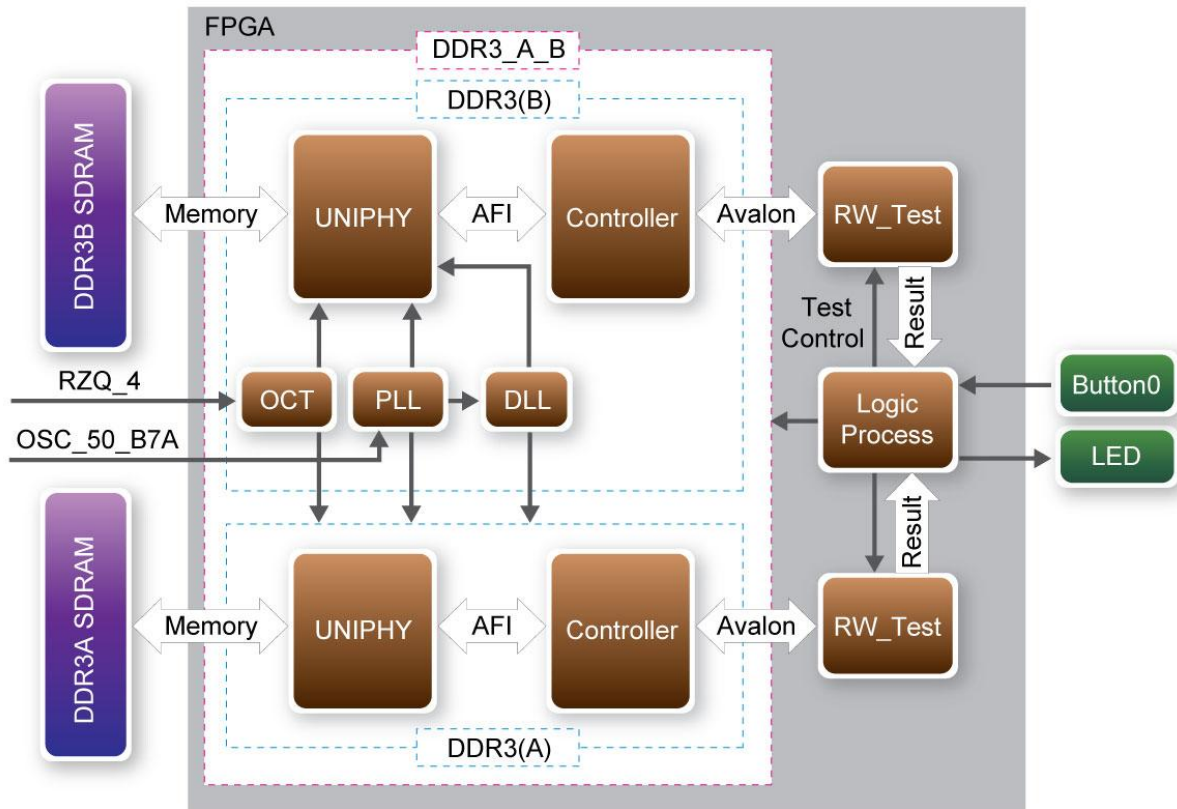 FPGA
DDR3_A_B
DDR3(B)
DDR3B SDRAM
Memory
UNIPHY
AFI
Controller
Avalon
RW_Test
Test
Control
Result
RZQ_4
OCT
PLL
DLL
Logic
Process
Button0
OSC_50_B7A
LED
DDR3A SDRAM
Memory
UNIPHY
AFI
Controller
Avalon
Result
RW_Test
DDR3(A)